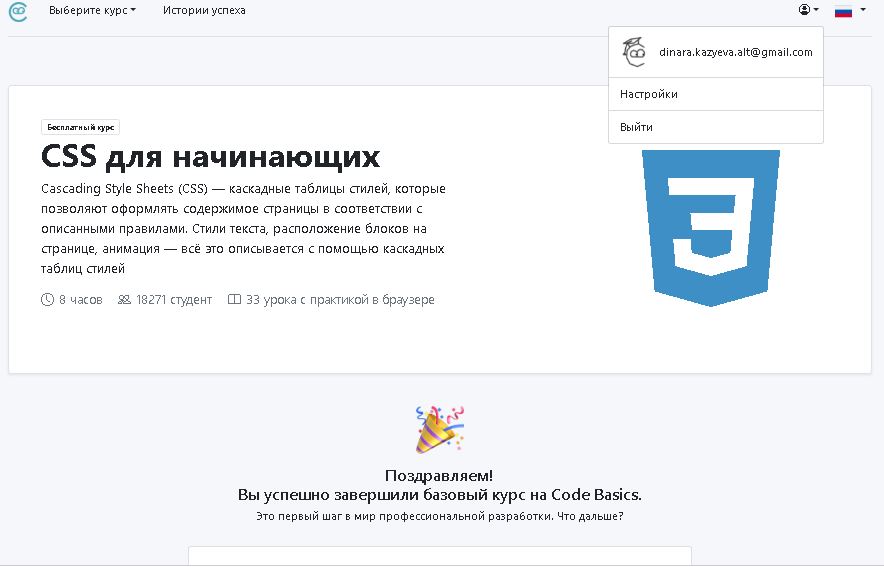 Выберите курс
Истории успеха
dinara.kazyeva.alt@gmail.com
Настройки
Выйти
Бесплатный курс
CSS для начинающих
Cascading Style Sheets (CSS) — каскадные таблицы стилей, которые
позволяют оформлять содержимое страницы в соответствии с
описанными правилами. Стили текста, расположение блоков на
странице, анимация — всё это описывается с помощью каскадных
таблиц стилей
8 часов
18271 студент
33 урока с практикой в браузере
Поздравляем!
Вы успешно завершили базовый курс на Code Basics.
Это первый шаг в мир профессиональной разработки. Что дальше?